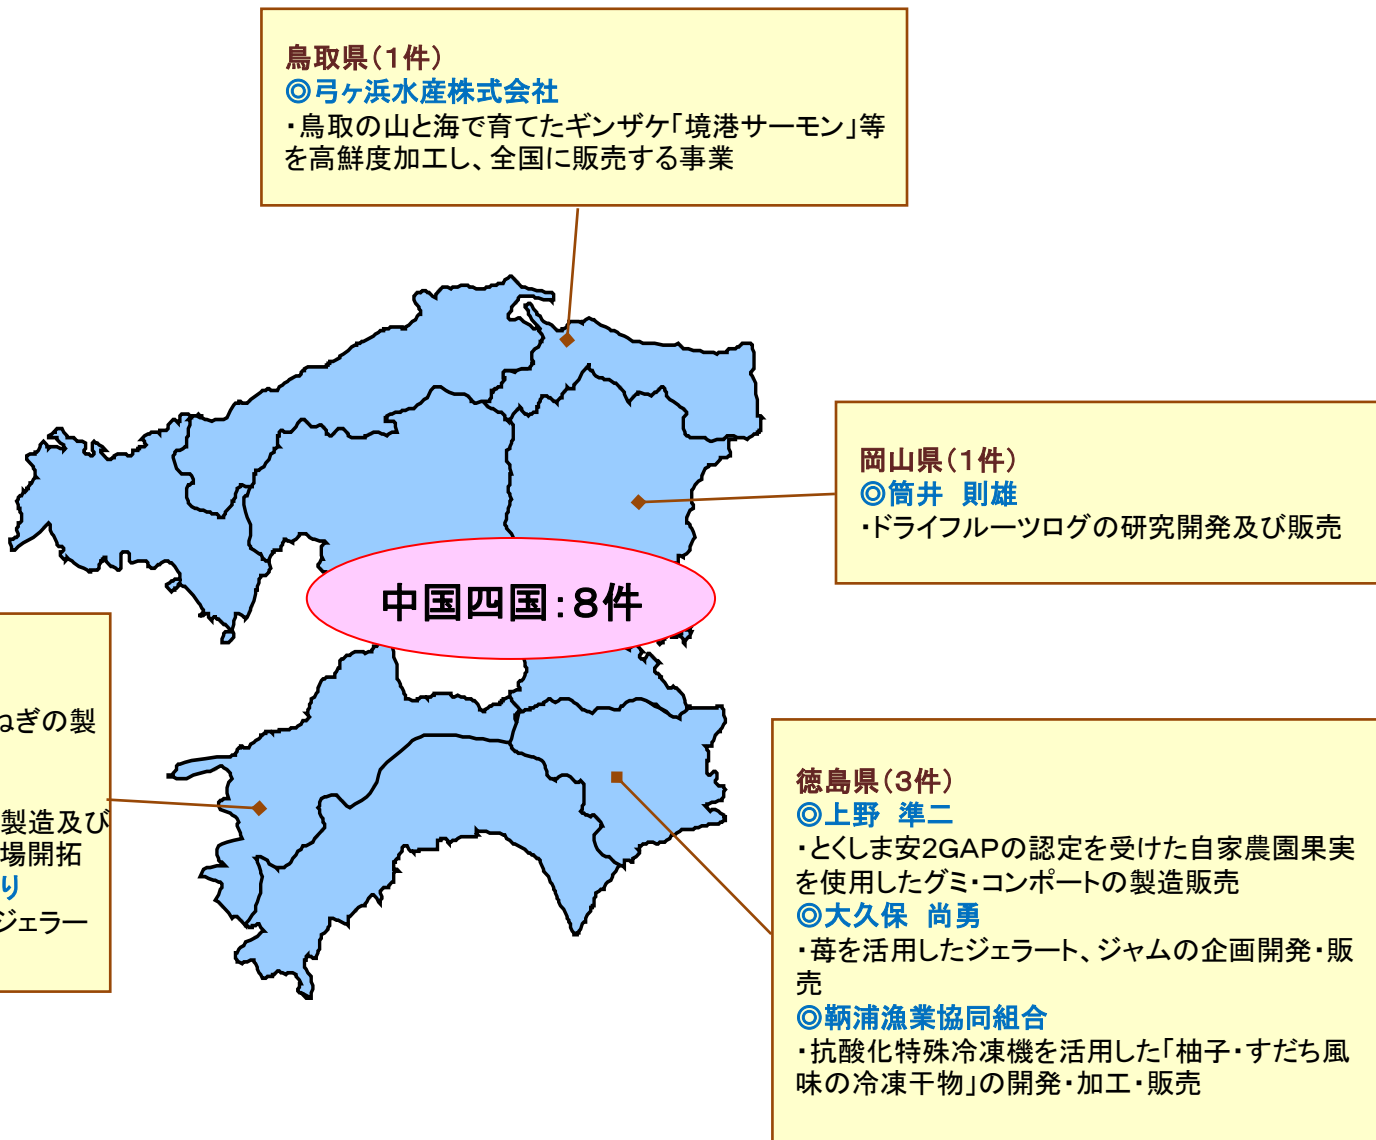 鳥取県(1件)
◎弓ヶ浜水産株式会社
・鳥取の山と海で育てたギンザケ「境港サーモン」等
を高鮮度加工し、全国に販売する事業
岡山県(1件)
◎筒井 則雄
・ドライフルーツログの研究開発及び販売
中国四国:8件
ねぎの製
製造及び
場開拓
り
ジェラー
徳島県(3件)
◎上野 準二
・とくしま安2GAPの認定を受けた自家農園果実
を使用したグミ・コンポートの製造販売
◎大久保 尚勇
・苺を活用したジェラート、ジャムの企画開発・販
売
◎鞆浦漁業協同組合
・抗酸化特殊冷凍機を活用した「柚子・すだち風
味の冷凍干物」の開発・加工・販売